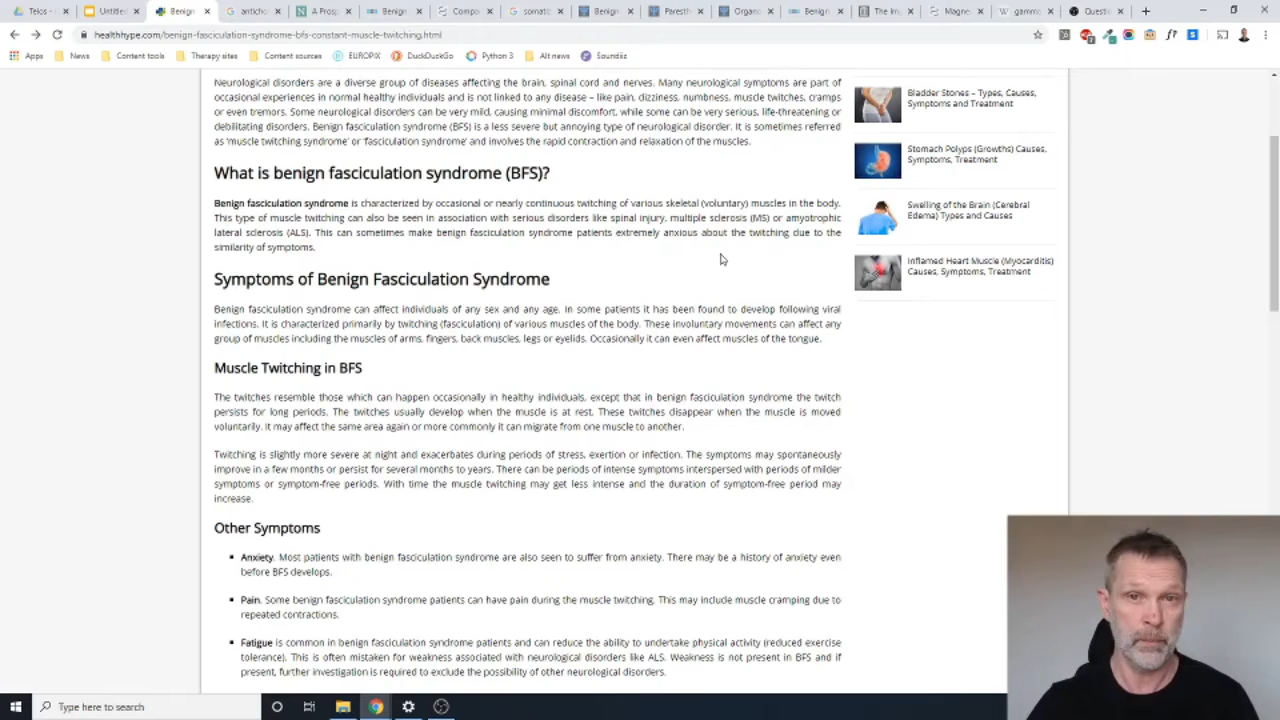 Telos -
Untitle
Benign
anticho
A Prosp
Benign
Compa
somatic
Benign
Paresth
Organo
Benign
The Im
Magne
gamma
Questic
healthhype.com/benign-fasciculation-syndrome-bfs-constant-muscle-twitching.html
Apps
News
Content tools
Therapy sites
Content sources
EUROPIX
DuckDuckGo
Python 3
Alt news
Soundiiz
Neurological disorders are a diverse group of diseases affecting the brain, spinal cord and nerves. Many neurological symptoms are part of
occasional experiences in normal healthy individuals and is not linked to any disease – like pain, dizziness, numbness, muscle twitches, cramps
or even tremors. Some neurological disorders can be very mild, causing minimal discomfort, while some can be very serious, life-threatening or
debilitating disorders. Benign fasciculation syndrome (BFS) is a less severe but annoying type of neurological disorder. It is sometimes referred
as 'muscle twitching syndrome' or 'fasciculation syndrome' and involves the rapid contraction and relaxation of the muscles.
What is benign fasciculation syndrome (BFS)?
Benign fasciculation syndrome is characterized by occasional or nearly continuous twitching of various skeletal (voluntary) muscles in the body.
This type of muscle twitching can also be seen in association with serious disorders like spinal injury, multiple sclerosis (MS) or amyotrophic
lateral sclerosis (ALS). This can sometimes make benign fasciculation syndrome patients extremely anxious about the twitching due to the
similarity of symptoms.
Symptoms of Benign Fasciculation Syndrome
Benign fasciculation syndrome can affect individuals of any sex and any age. In some patients it has been found to develop following viral
infections. It is characterized primarily by twitching (fasciculation) of various muscles of the body. These involuntary movements can affect any
group of muscles including the muscles of arms, fingers, back muscles, legs or eyelids. Occasionally it can even affect muscles of the tongue.
Muscle Twitching in BFS
The twitches resemble those which can happen occasionally in healthy individuals, except that in benign fasciculation syndrome the twitch
persists for long periods. The twitches usually develop when the muscle is at rest. These twitches disappear when the muscle is moved
voluntarily. It may affect the same area again or more commonly it can migrate from one muscle to another.
Twitching is slightly more severe at night and exacerbates during periods of stress, exertion or infection. The symptoms may spontaneously
improve in a few months or persist for several months to years. There can be periods of intense symptoms interspersed with periods of milder
symptoms or symptom-free periods. With time the muscle twitching may get less intense and the duration of symptom-free period may
increase.
Other Symptoms
Anxiety. Most patients with benign fasciculation syndrome are also seen to suffer from anxiety. There may be a history of anxiety even
before BFS develops.
Pain. Some benign fasciculation syndrome patients can have pain during the muscle twitching. This may include muscle cramping due to
repeated contractions.
Fatigue is common in benign fasciculation syndrome patients and can reduce the ability to undertake physical activity (reduced exercise
tolerance). This is often mistaken for weakness associated with neurological disorders like ALS. Weakness is not present in BFS and if
present, further investigation is required to exclude the possibility of other neurological disorders.
Bladder Stones – Types, Causes,
Symptoms and Treatment
Stomach Polyps (Growths) Causes,
Symptoms, Treatment
Swelling of the Brain (Cerebral
Edema) Types and Causes
Inflamed Heart Muscle (Myocarditis)
Causes, Symptoms, Treatment
Type here to search